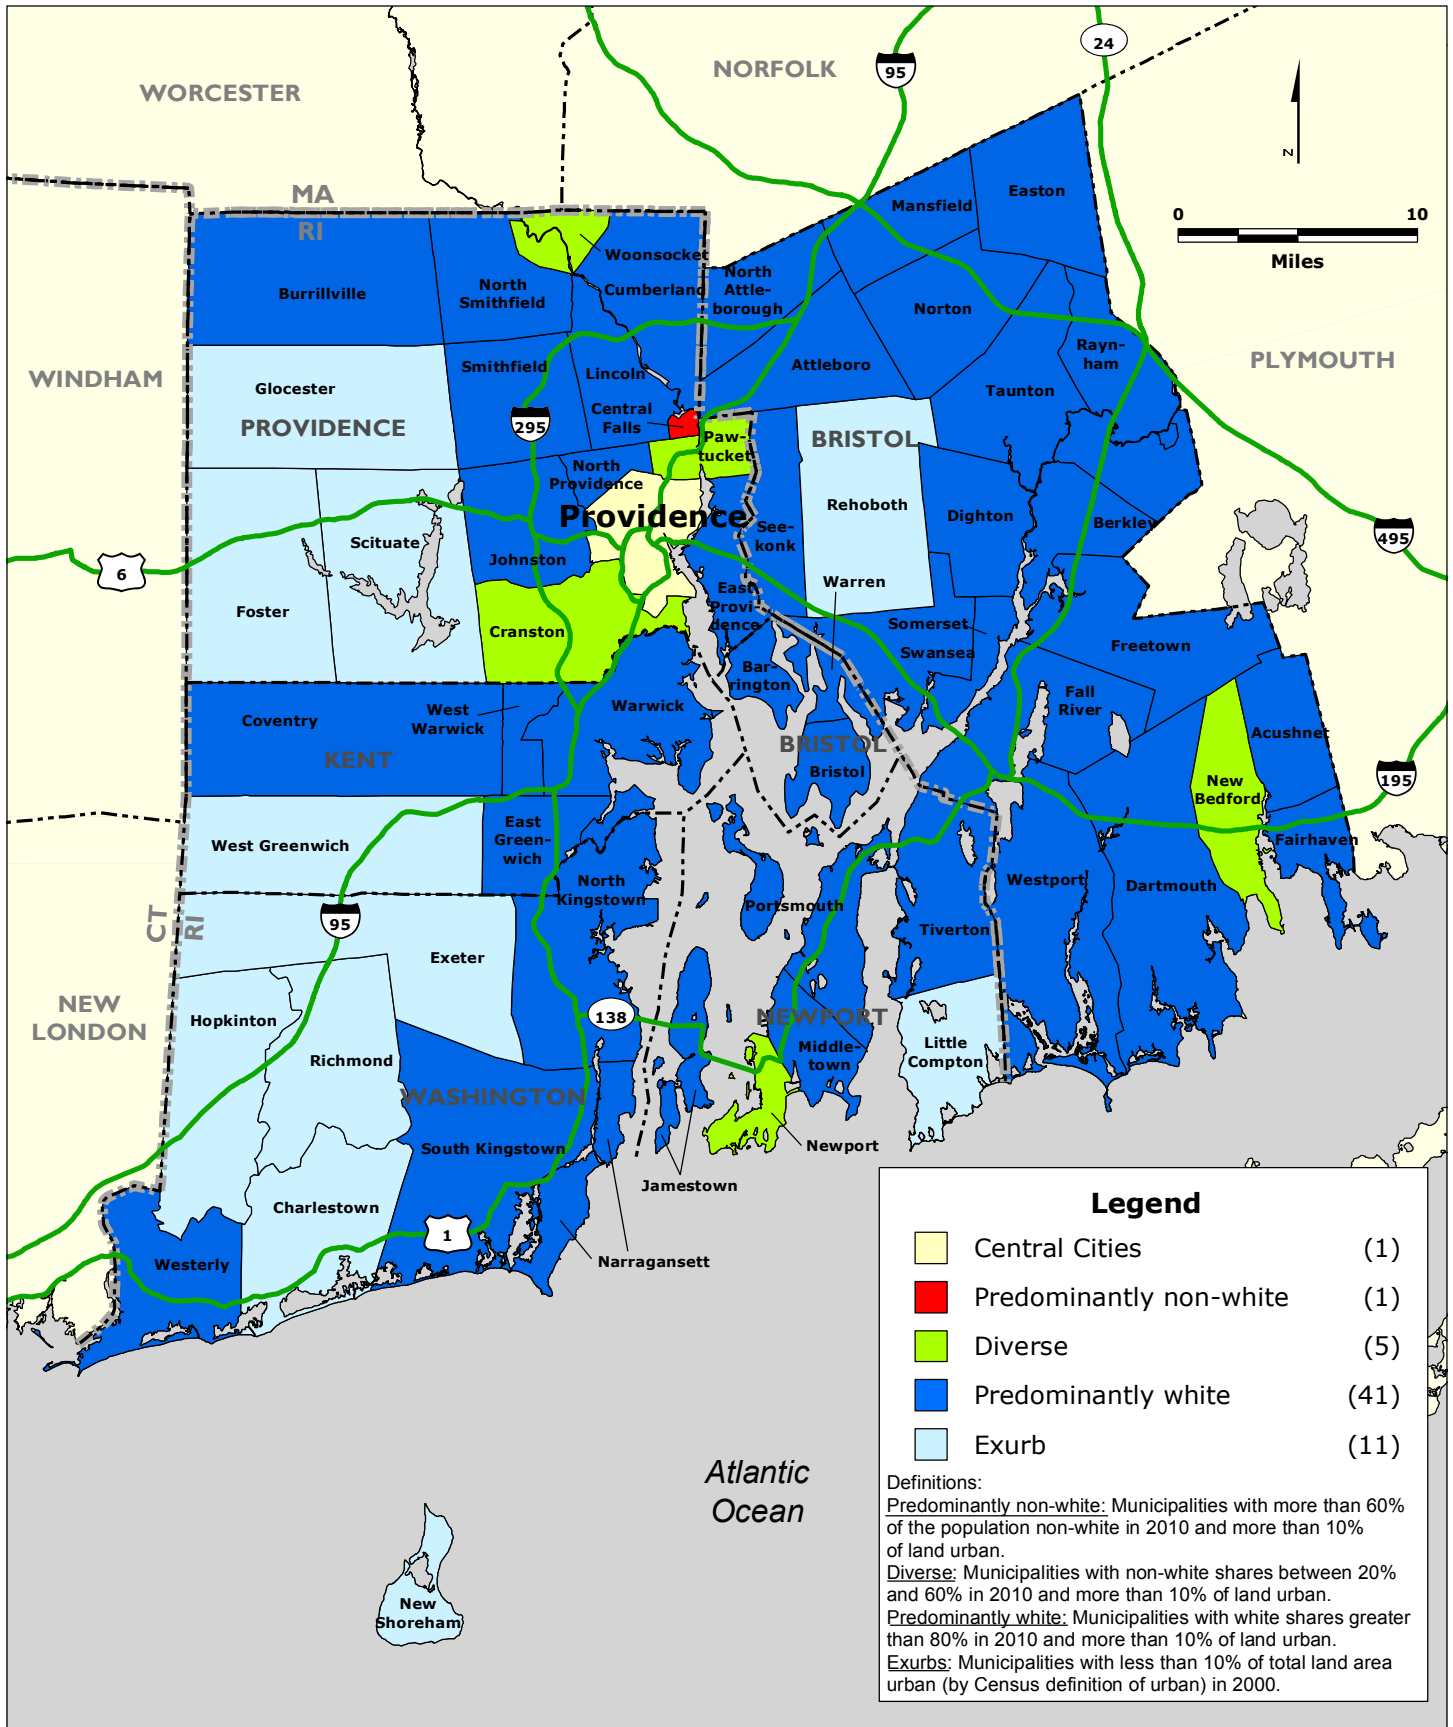 WORCESTER
NORFOLK
95
24
N
MA
RI
0
10
Miles
Easton
Mansfield
Woonsocket
Burrillville
North
Smithfield
Cumberland
North
Attle-
borough
Norton
Rayn-
ham
PLYMOUTH
WINDHAM
Glocester
PROVIDENCE
Smithfield
Lincoln
Attleboro
Taunton
295
Central
Falls
Paw-
tucket
BRISTOL
North
Providence
Providence
Scituate
Johnston
See-
konk
Rehoboth
Dighton
Berkley
495
6
Foster
Cranston
East
Provi-
dence
Warren
Somerset
Swansea
Freetown
Bar-
rington
Coventry
West
Warwick
Warwick
Fall
River
Acushnet
KENT
BRISTOL
Bristol
New
Bedford
195
West Greenwich
East
Green-
wich
Fairhaven
North
Kingstown
Portsmouth
Westport
Dartmouth
CT
RI
95
Exeter
Tiverton
NEW
LONDON
Hopkinton
138
NEWPORT
Richmond
Middle-
town
Little
Compton
WASHINGTON
South Kingstown
Newport
Jamestown
Charlestown
1
Westerly
Narragansett
Legend
Central Cities (1)
Predominantly non-white (1)
Diverse (5)
Predominantly white (41)
Exurb (11)
Definitions:
Predominantly non-white: Municipalities with more than 60%
of the population non-white in 2010 and more than 10%
of land urban.
Diverse: Municipalities with non-white shares between 20%
and 60% in 2010 and more than 10% of land urban.
Predominantly white: Municipalities with white shares greater
than 80% in 2010 and more than 10% of land urban.
Exurbs: Municipalities with less than 10% of total land area
urban (by Census definition of urban) in 2000.
Atlantic
Ocean
New
Shoreham